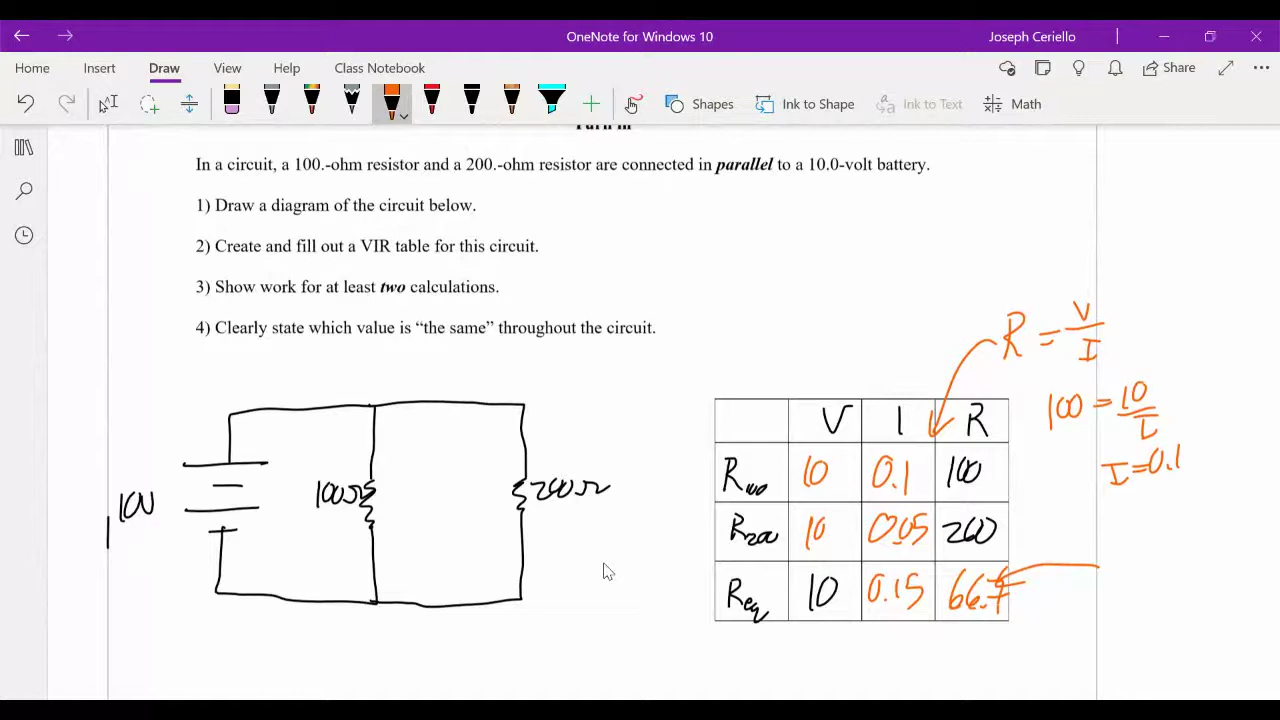 OneNote for Windows 10
Joseph Ceriello
Home Insert Draw View Help Class Notebook Share
Shapes Ink to Shape Ink to Text Math
Turn in
In a circuit, a 100.-ohm resistor and a 200.-ohm resistor are connected in parallel to a 10.0-volt battery.
1) Draw a diagram of the circuit below.
2) Create and fill out a VIR table for this circuit.
3) Show work for at least two calculations.
4) Clearly state which value is “the same” throughout the circuit.
R = V/I
100 = 10/I
I = 0.1
10V 100Ω 200Ω
V I R
R100 10 0.1 100
R200 10 0.05 200
Req 10 0.15 66.7